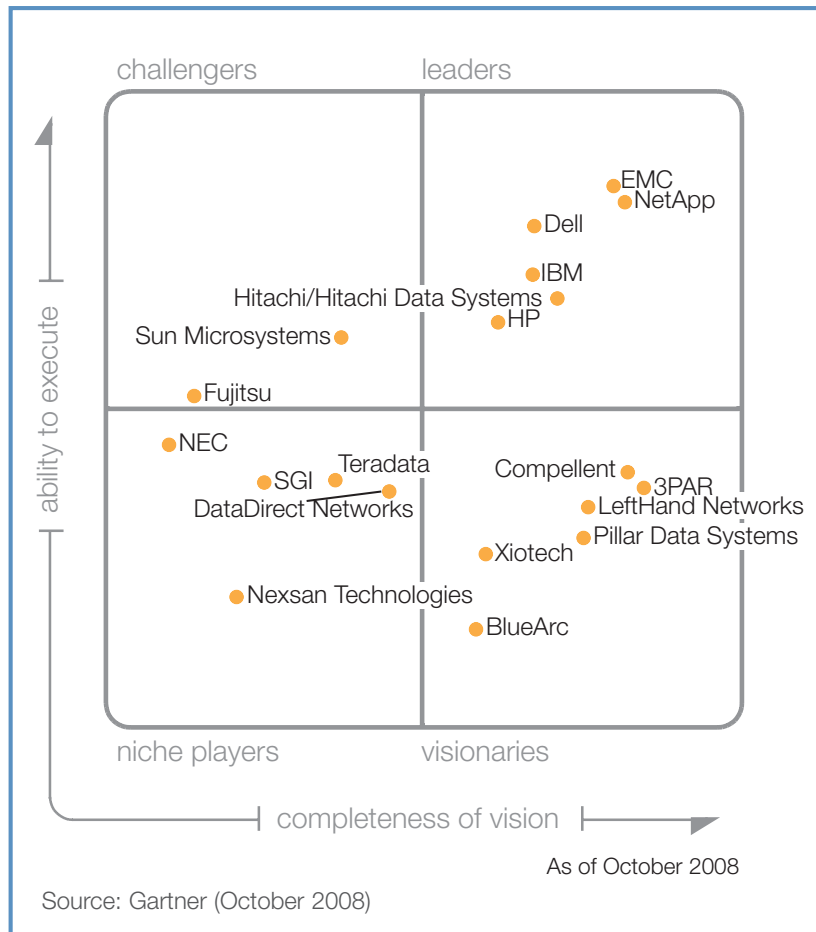 challengers
leaders
EMC
NetApp
Dell
IBM
Hitachi/Hitachi Data Systems
HP
Sun Microsystems
Fujitsu
ability to execute
NEC
Teradata
SGI
DataDirect Networks
Compellent
3PAR
LeftHand Networks
Pillar Data Systems
Xiotech
Nexsan Technologies
BlueArc
niche players
visionaries
completeness of vision
As of October 2008
Source: Gartner (October 2008)